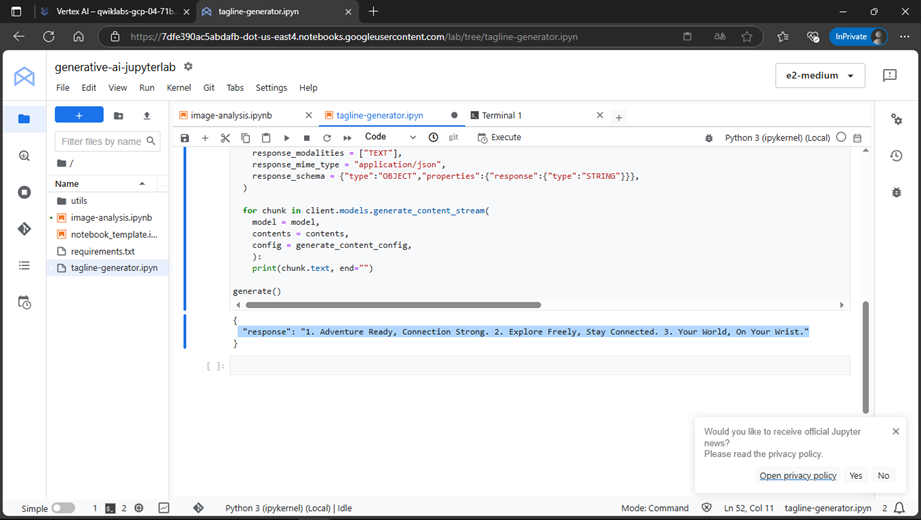 Vertex AI – qwiklabs-gcp-04-71b
tagline-generator.ipyn
https://7dfe390ac5abdafb-dot-us-east4.notebooks.googleusercontent.com/lab/tree/tagline-generator.ipyn
InPrivate
generative-ai-jupyterlab
File Edit View Run Kernel Git Tabs Settings Help
e2-medium
image-analysis.ipynb
tagline-generator.ipyn
Terminal 1
Code
git
Execute
Python 3 (ipykernel) (Local)
Filter files by name
/
Name
utils
image-analysis.ipynb
notebook_template.i...
requirements.txt
tagline-generator.ipyn
response_modalities = ["TEXT"],
response_mime_type = "application/json",
response_schema = {"type":"OBJECT","properties":{"response":{"type":"STRING"}}},
)
for chunk in client.models.generate_content_stream(
model = model,
contents = contents,
config = generate_content_config,
):
print(chunk.text, end="")
generate()
{
"response": "1. Adventure Ready, Connection Strong. 2. Explore Freely, Stay Connected. 3. Your World, On Your Wrist."
}
[ ]:
Would you like to receive official Jupyter
news?
Please read the privacy policy.
Open privacy policy Yes No
Simple 1 2 Python 3 (ipykernel) (Local) | Idle Mode: Command Ln 52, Col 11 tagline-generator.ipyn 2